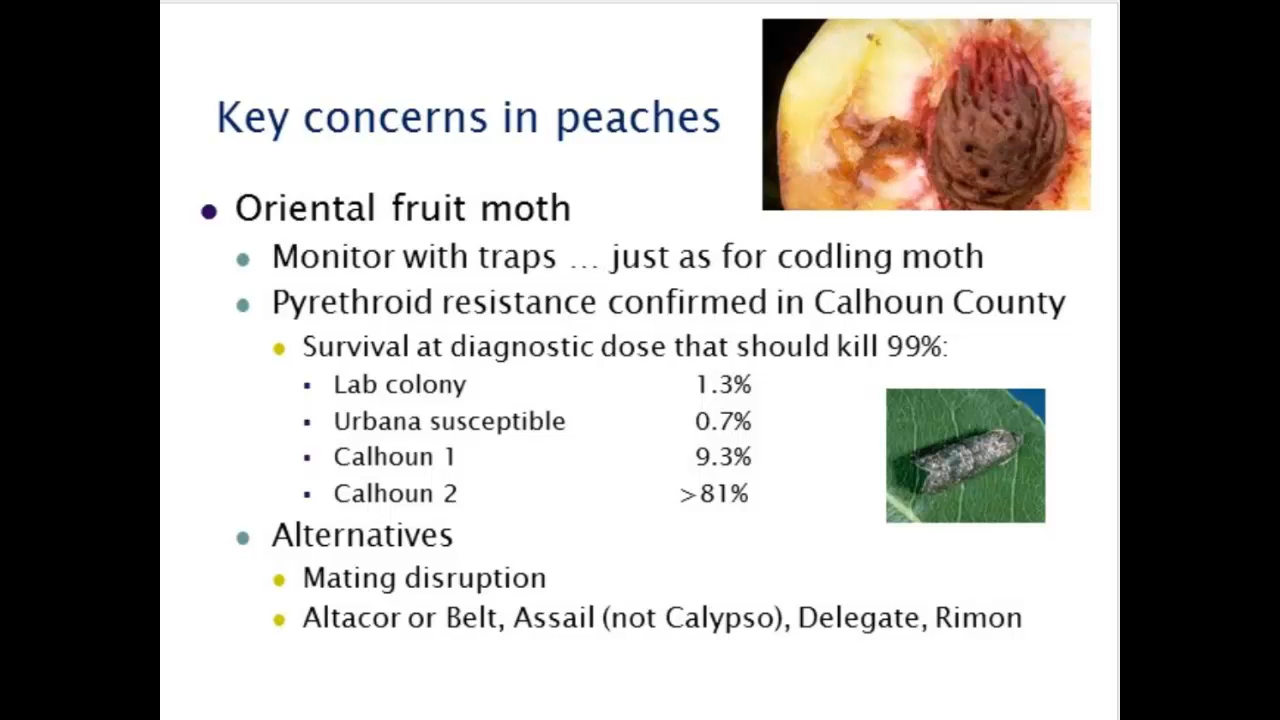 Key concerns in peaches
Oriental fruit moth
Monitor with traps … just as for codling moth
Pyrethroid resistance confirmed in Calhoun County
Survival at diagnostic dose that should kill 99%:
Lab colony 1.3%
Urbana susceptible 0.7%
Calhoun 1 9.3%
Calhoun 2 >81%
Alternatives
Mating disruption
Altacor or Belt, Assail (not Calypso), Delegate, Rimon